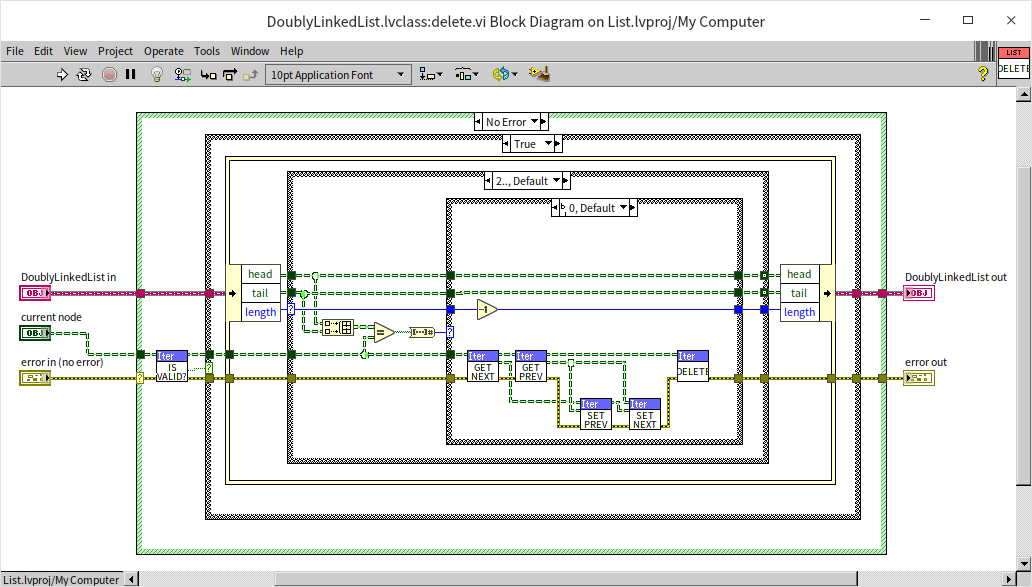 DoublyLinkedList.lvclass:delete.vi Block Diagram on List.lvproj/My Computer
File Edit View Project Operate Tools Window Help
LIST
DELETE
10pt Application Font
?
No Error
True
2.., Default
0, Default
head
tail
length
head
tail
length
DoublyLinkedList in
OBJ
DoublyLinkedList out
OBJ
current node
OBJ
error in (no error)
error out
?
?
?
?
=
-1
Iter
IS
VALID?
Iter
GET
NEXT
Iter
GET
PREV
Iter
DELETE
Iter
SET
PREV
Iter
SET
NEXT
List.lvproj/My Computer